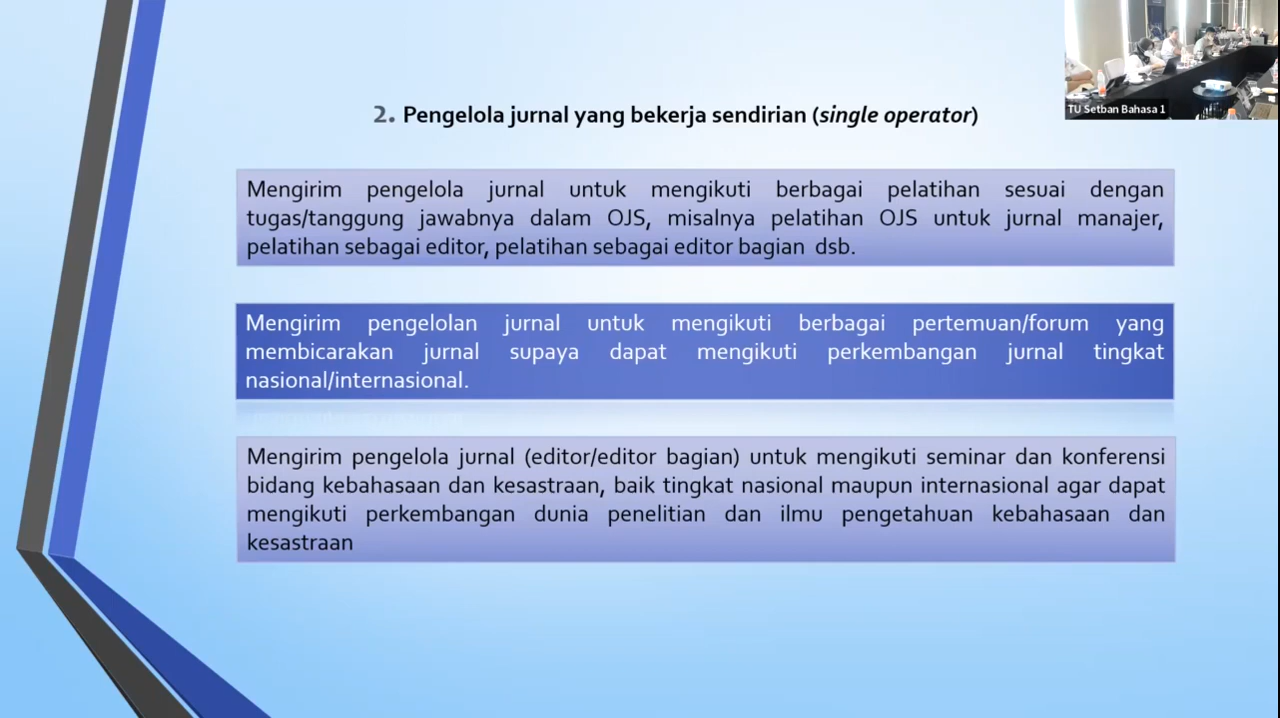 2. Pengelola jurnal yang bekerja sendirian (single operator)
TU Setban Bahasa 1
Mengirim pengelola jurnal untuk mengikuti berbagai pelatihan sesuai dengan
tugas/tanggung jawabnya dalam OJS, misalnya pelatihan OJS untuk jurnal manajer,
pelatihan sebagai editor, pelatihan sebagai editor bagian dsb.
Mengirim pengelolan jurnal untuk mengikuti berbagai pertemuan/forum yang
membicarakan jurnal supaya dapat mengikuti perkembangan jurnal tingkat
nasional/internasional.
Mengirim pengelola jurnal (editor/editor bagian) untuk mengikuti seminar dan konferensi
bidang kebahasaan dan kesastraan, baik tingkat nasional maupun internasional agar dapat
mengikuti perkembangan dunia penelitian dan ilmu pengetahuan kebahasaan dan
kesastraan